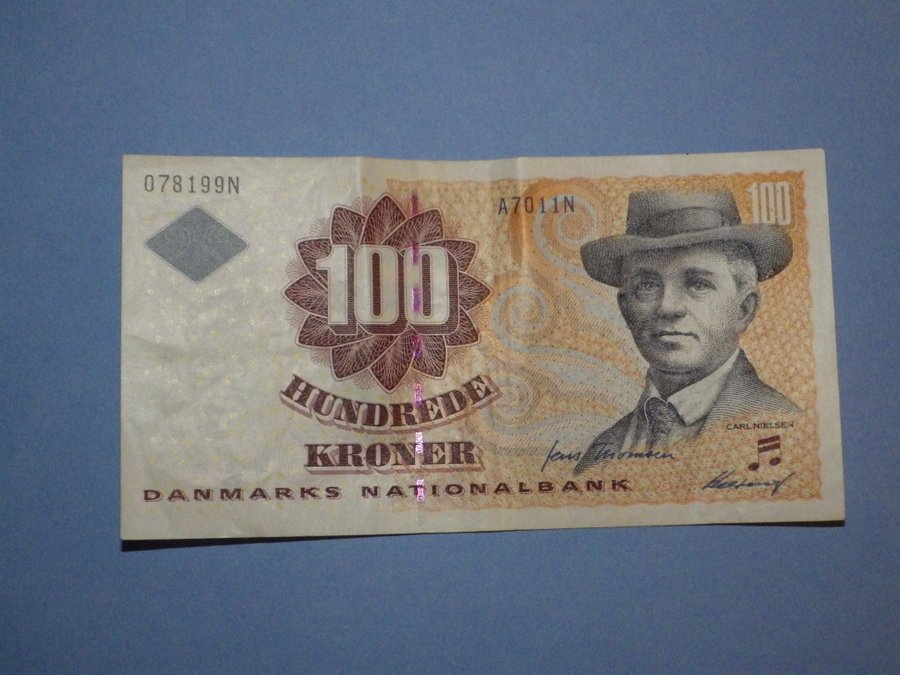 078199N
A7011N
100
100
HUNDREDE
KRONER
CARL NIELSEN
DANMARKS NATIONALBANK